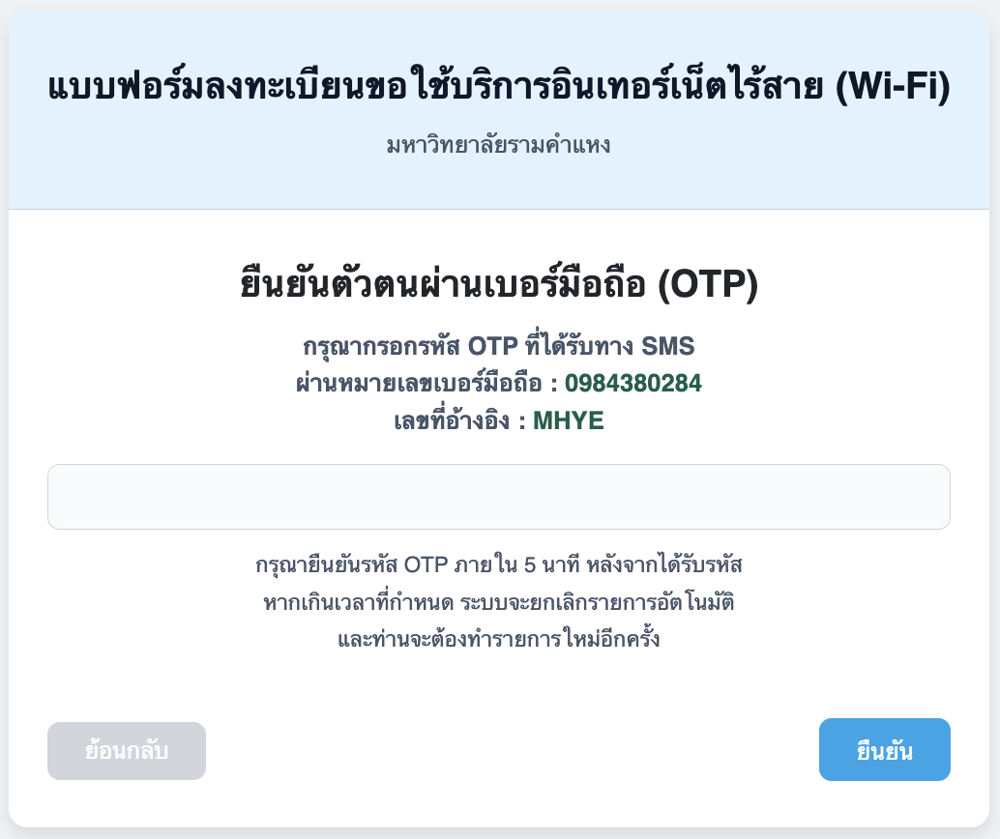 แบบฟอร์มลงทะเบียนขอใช้บริการอินเทอร์เน็ตไร้สาย (Wi-Fi)
มหาวิทยาลัยรามคำแหง
ยืนยันตัวตนผ่านเบอร์มือถือ (OTP)
กรุณากรอกรหัส OTP ที่ได้รับทาง SMS
ผ่านหมายเลขเบอร์มือถือ : 0984380284
เลขที่อ้างอิง : MHYE
กรุณายืนยันรหัส OTP ภายใน 5 นาที หลังจากได้รับรหัส
หากเกินเวลาที่กำหนด ระบบจะยกเลิกรายการอัตโนมัติ
และท่านจะต้องทำรายการใหม่อีกครั้ง
ย้อนกลับ
ยืนยัน